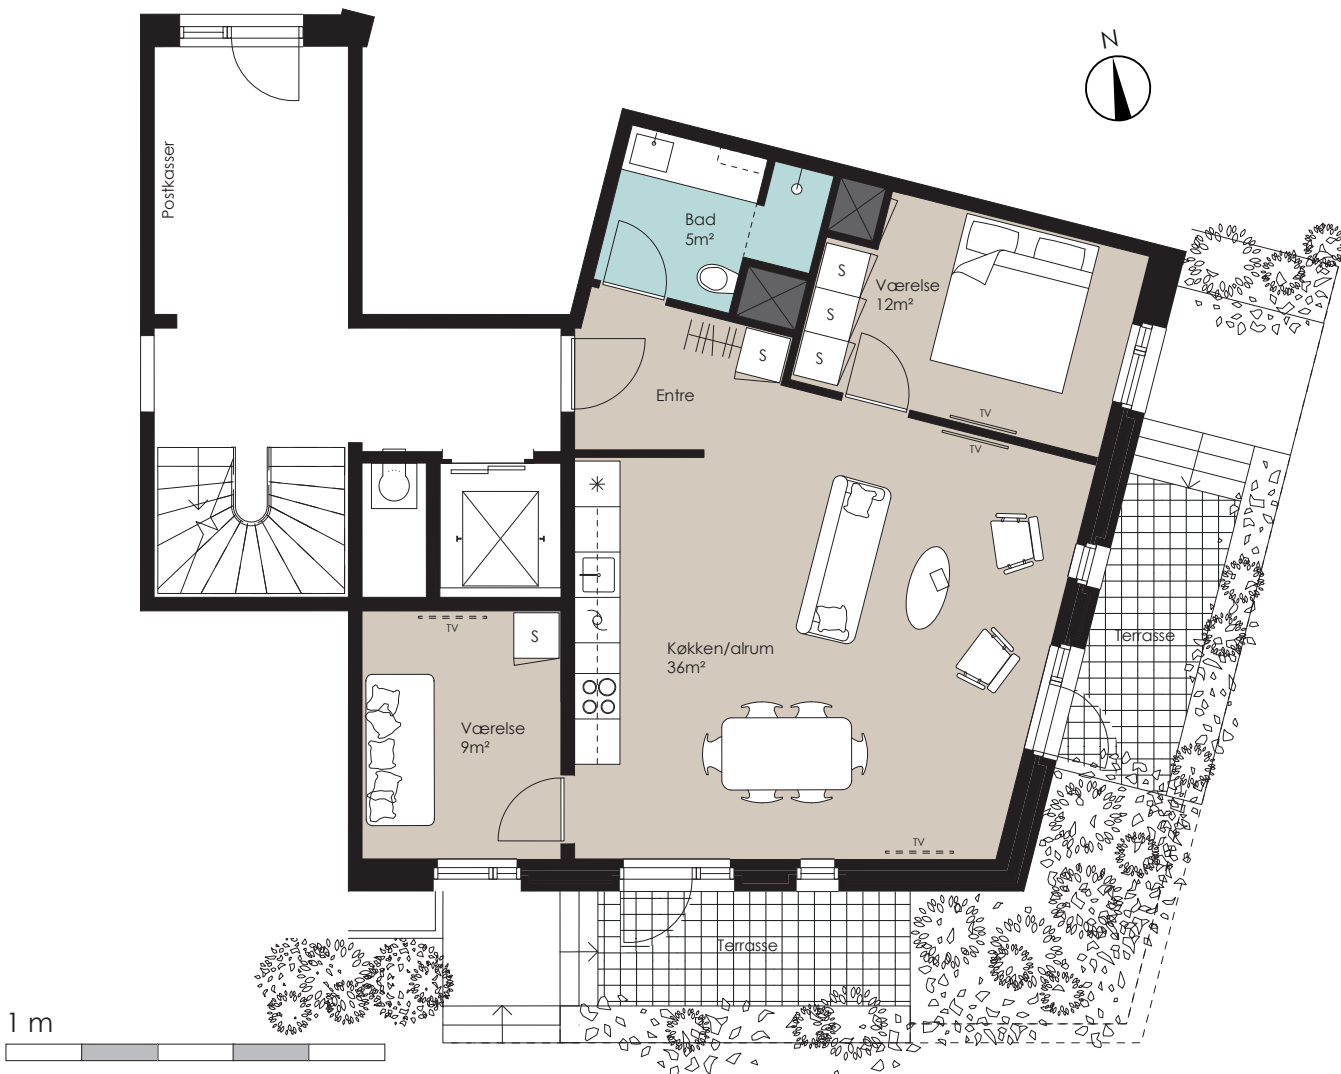 N
Postkasser
Bad
5m²
S
S
S
Værelse
12m²
S
Entre
TV
TV
TV
S
Køkken/alrum
36m²
Værelse
9m²
Terrasse
TV
Terrasse
1 m